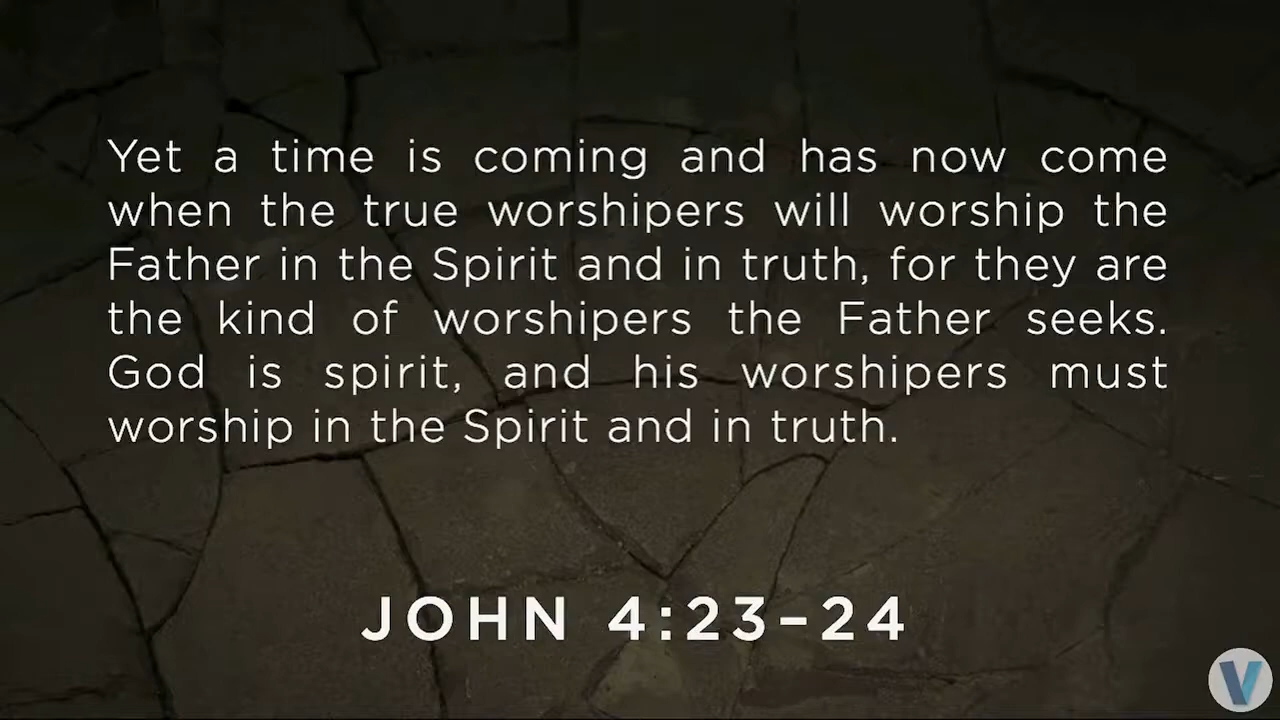 Yet a time is coming and has now come
when the true worshipers will worship the
Father in the Spirit and in truth, for they are
the kind of worshipers the Father seeks.
God is spirit, and his worshipers must
worship in the Spirit and in truth.
JOHN 4:23–24
V